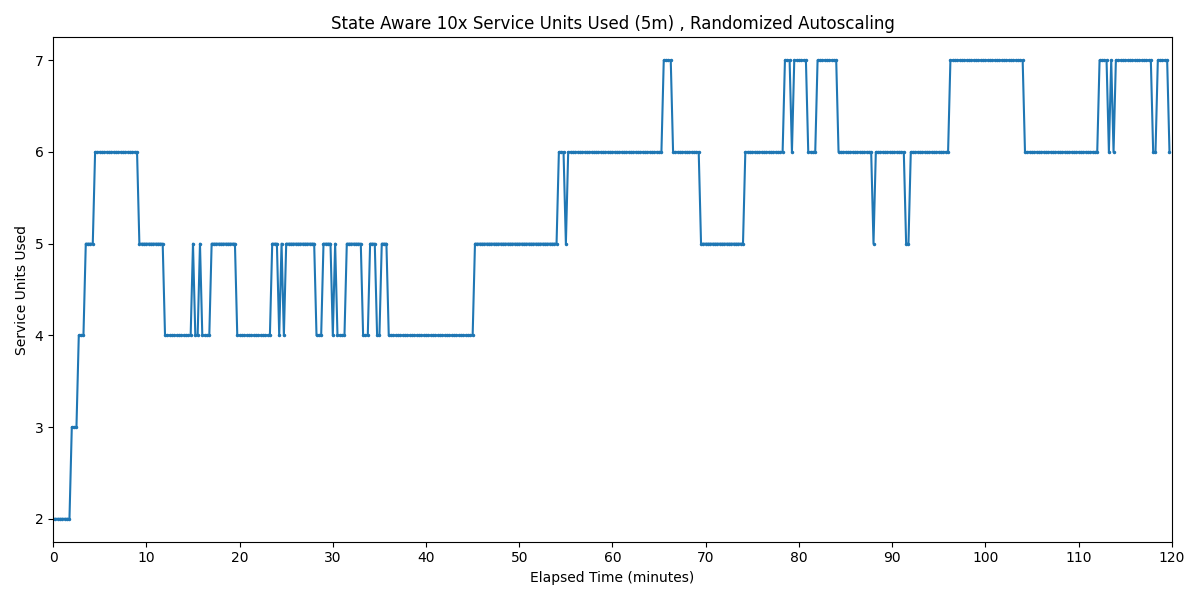 State Aware 10x Service Units Used (5m) , Randomized Autoscaling
Service Units Used
7
6
5
4
3
2
0 10 20 30 40 50 60 70 80 90 100 110 120
Elapsed Time (minutes)